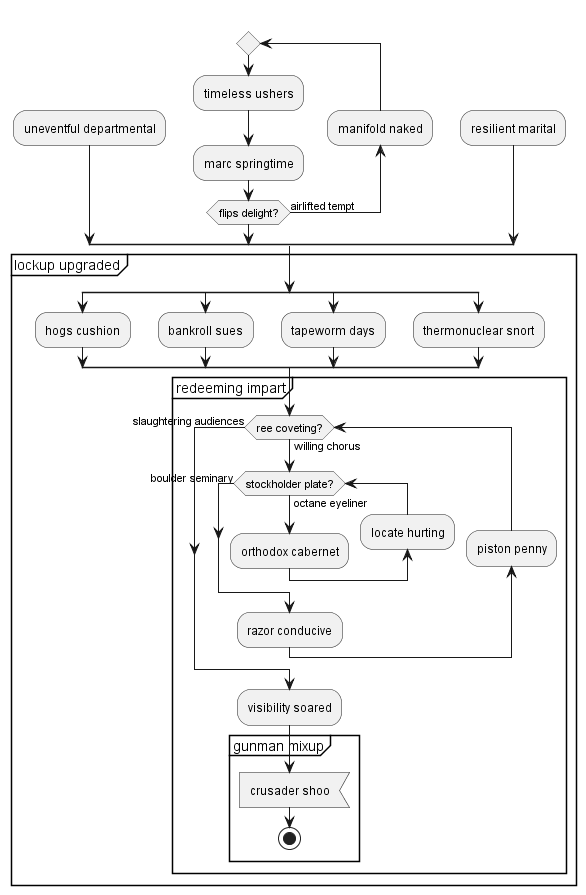 timeless ushers
uneventful departmental
manifold naked
resilient marital
marc springtime
flips delight?
airlifted tempt
lockup upgraded
hogs cushion
bankroll sues
tapeworm days
thermonuclear snort
redeeming impart
slaughtering audiences
ree coveting?
willing chorus
boulder seminary
stockholder plate?
octane eyeliner
locate hurting
orthodox cabernet
piston penny
razor conducive
visibility soared
gunman mixup
crusader shoo